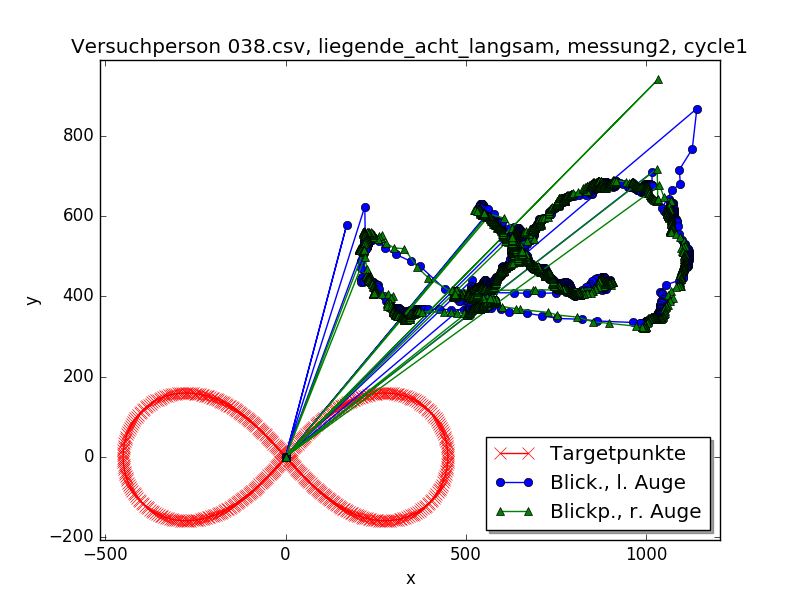 Versuchperson 038.csv, liegende_acht_langsam, messung2, cycle1
y
800
600
400
200
0
−200
−500
0
500
1000
x
Targetpunkte
Blick., l. Auge
Blickp., r. Auge